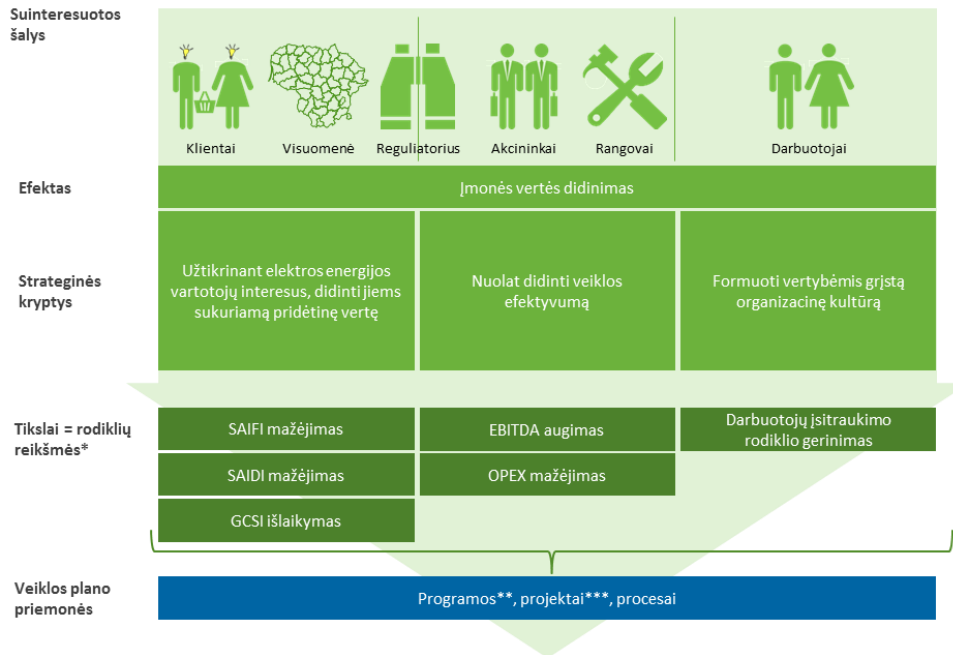 Suinteresuotos
šalys
Klientai
Visuomenė
Reguliatorius
Akcininkai
Rangovai
Darbuotojai
Efektas
Įmonės vertės didinimas
Strateginės
kryptys
Užtikrinant elektros energijos
vartotojų interesus, didinti jiems
sukuriamą pridėtinę vertę
Nuolat didinti veiklos
efektyvumą
Formuoti vertybėmis grįstą
organizacinę kultūrą
Tikslai = rodiklių
reikšmės*
SAIFI mažėjimas
EBITDA augimas
Darbuotojų įsitraukimo
rodiklio gerinimas
SAIDI mažėjimas
OPEX mažėjimas
GCSI išlaikymas
Veiklos plano
priemonės
Programos**, projektai***, procesai